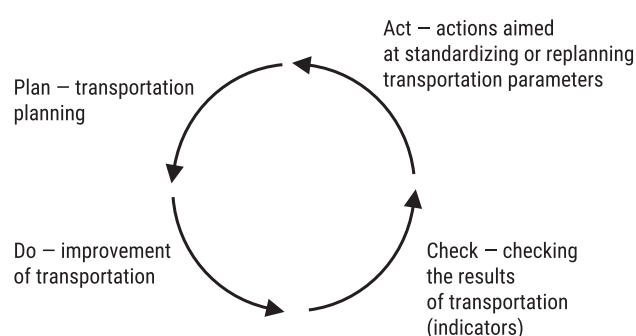 Act – actions aimed
at standardizing or replanning
transportation parameters
Plan – transportation
planning
Do – improvement
of transportation
Check – checking
the results
of transportation
(indicators)